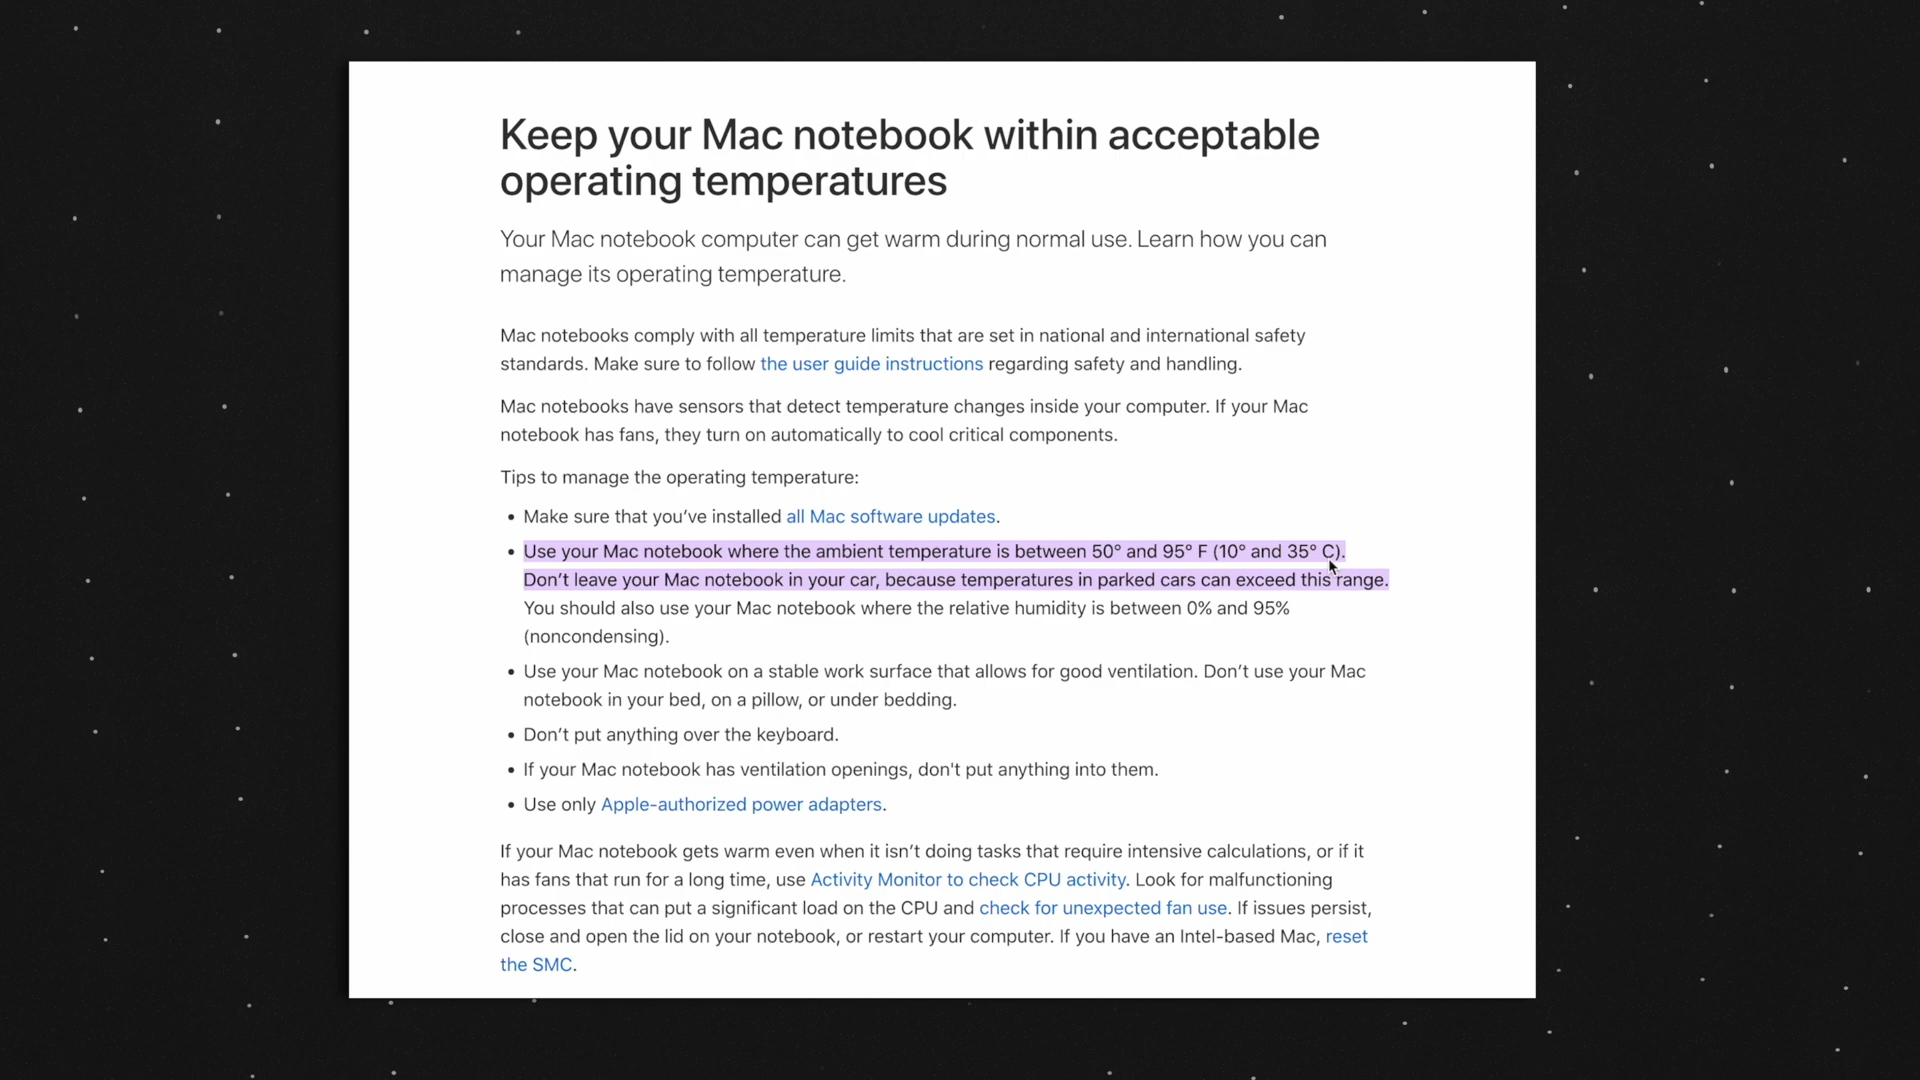 Keep your Mac notebook within acceptable
operating temperatures
Your Mac notebook computer can get warm during normal use. Learn how you can
manage its operating temperature.
Mac notebooks comply with all temperature limits that are set in national and international safety
standards. Make sure to follow the user guide instructions regarding safety and handling.
Mac notebooks have sensors that detect temperature changes inside your computer. If your Mac
notebook has fans, they turn on automatically to cool critical components.
Tips to manage the operating temperature:
• Make sure that you’ve installed all Mac software updates.
• Use your Mac notebook where the ambient temperature is between 50° and 95° F (10° and 35° C).
Don’t leave your Mac notebook in your car, because temperatures in parked cars can exceed this range.
You should also use your Mac notebook where the relative humidity is between 0% and 95%
(noncondensing).
• Use your Mac notebook on a stable work surface that allows for good ventilation. Don’t use your Mac
notebook in your bed, on a pillow, or under bedding.
• Don’t put anything over the keyboard.
• If your Mac notebook has ventilation openings, don't put anything into them.
• Use only Apple-authorized power adapters.
If your Mac notebook gets warm even when it isn’t doing tasks that require intensive calculations, or if it
has fans that run for a long time, use Activity Monitor to check CPU activity. Look for malfunctioning
processes that can put a significant load on the CPU and check for unexpected fan use. If issues persist,
close and open the lid on your notebook, or restart your computer. If you have an Intel-based Mac, reset
the SMC.